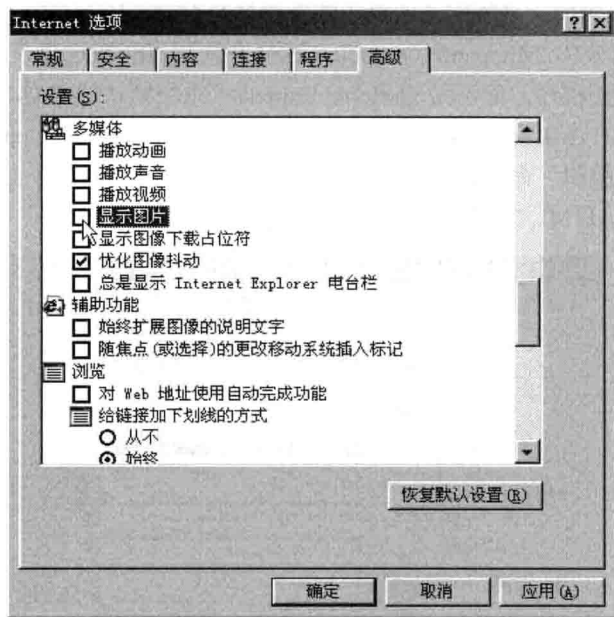 Internet 选项
常规 安全 内容 连接 程序 高级
设置(S):
多媒体
播放动画
播放声音
播放视频
显示图片
显示图像下载占位符
优化图像抖动
总是显示 Internet Explorer 电台栏
辅助功能
始终扩展图像的说明文字
随焦点(或选择)的更改移动系统插入标记
浏览
对 Web 地址使用自动完成功能
给链接加下划线的方式
从不
始终
恢复默认设置(R)
确定 取消 应用(A)